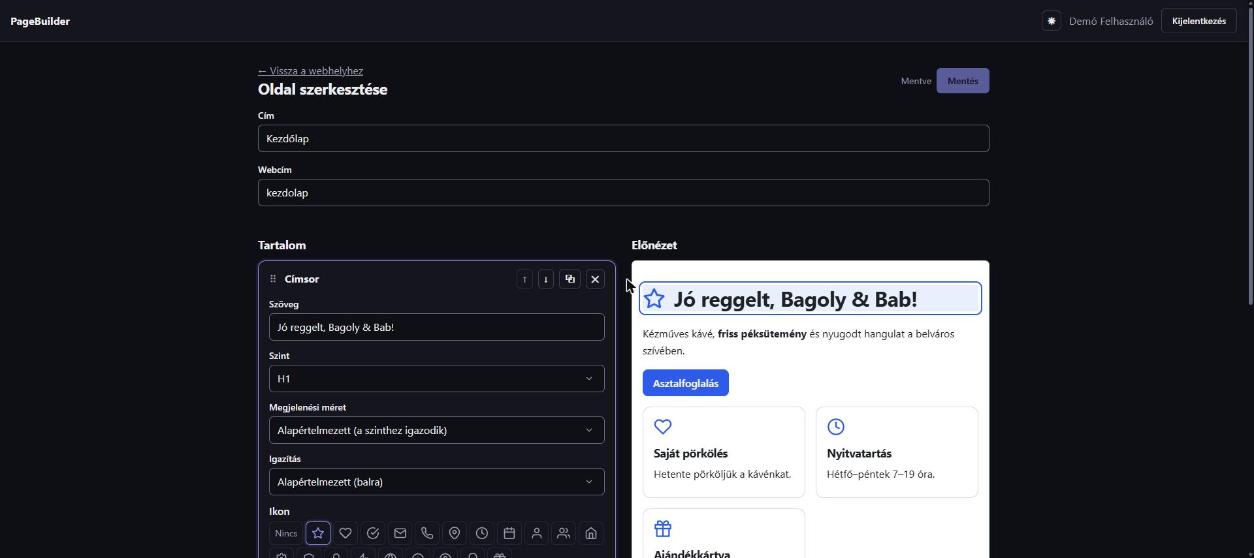 PageBuilder
Demó Felhasználó
Kijelentkezés
← Vissza a webhelyhez
Oldal szerkesztése
Mentve
Mentés
Cím
Kezdőlap
Webcím
kezdolap
Tartalom
Címsor
Szöveg
Jó reggelt, Bagoly & Bab!
Szint
H1
Megjelenési méret
Alapértelmezett (a szinthez igazodik)
Igazítás
Alapértelmezett (balra)
Ikon
Nincs
Előnézet
Jó reggelt, Bagoly & Bab!
Kézműves kávé, friss péksütemény és nyugodt hangulat a belváros
szívében.
Asztalfoglalás
Saját pörkölés
Hetente pörköljük a kávénkat.
Nyitvatartás
Hétfő–péntek 7–19 óra.
Ajándékkártya